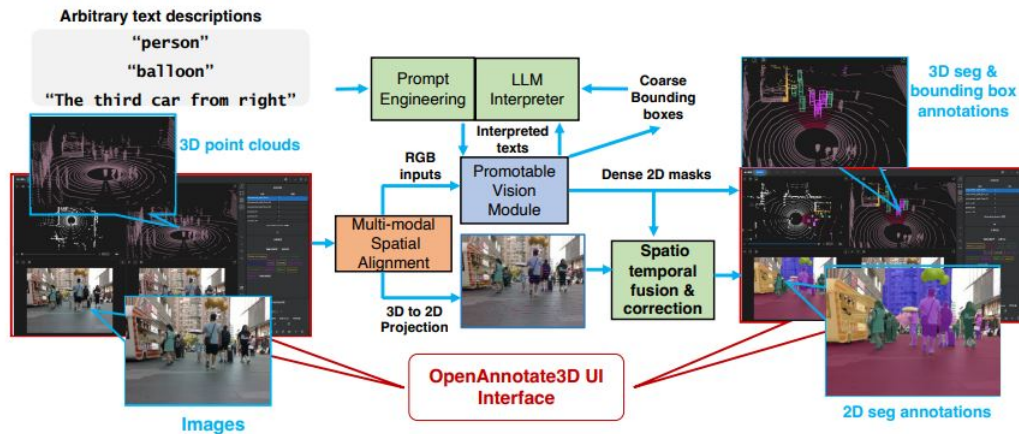 Arbitrary text descriptions
“person”
“balloon”
“The third car from right”
3D point clouds
Images
Prompt
Engineering
LLM
Interpreter
Coarse
Bounding
boxes
Interpreted
texts
RGB
inputs
Promotable
Vision
Module
Dense 2D masks
Multi-modal
Spatial
Alignment
3D to 2D
Projection
Spatio
temporal
fusion &
correction
OpenAnnotate3D UI
Interface
3D seg &
bounding box
annotations
2D seg annotations